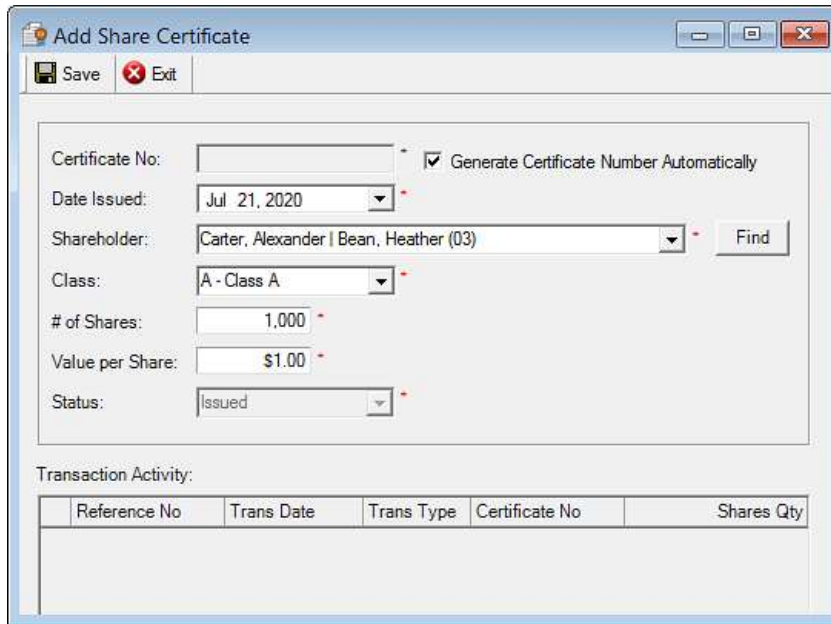 Add Share Certificate
Save Exit
Certificate No: * Generate Certificate Number Automatically
Date Issued: Jul 21, 2020 *
Shareholder: Carter, Alexander | Bean, Heather (03) * Find
Class: A - Class A *
# of Shares: 1,000 *
Value per Share: $1.00 *
Status: Issued *
Transaction Activity:
Reference No Trans Date Trans Type Certificate No Shares Qty